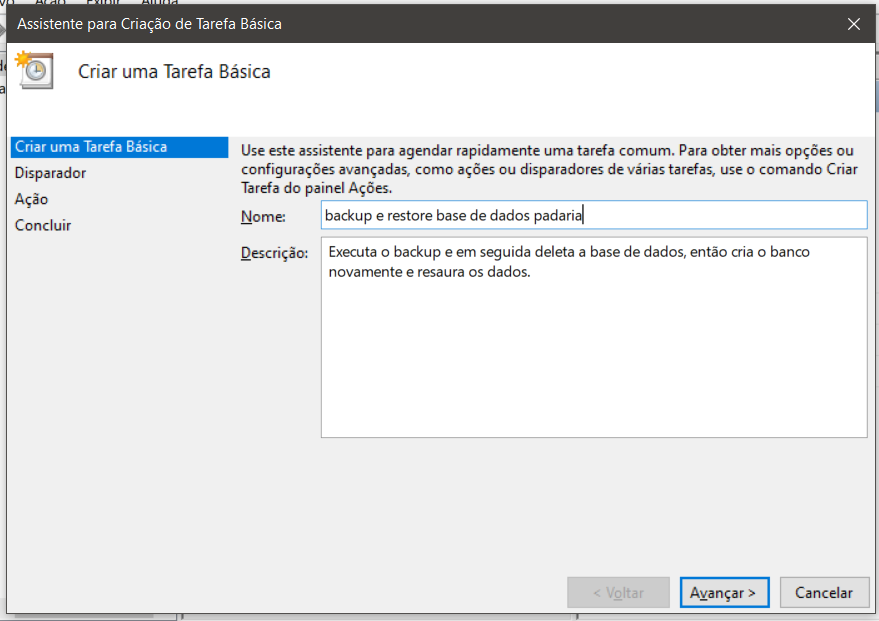 Ação Exibir Ajuda
Assistente para Criação de Tarefa Básica
Criar uma Tarefa Básica
Criar uma Tarefa Básica
Disparador
Ação
Concluir
Use este assistente para agendar rapidamente uma tarefa comum. Para obter mais opções ou
configurações avançadas, como ações ou disparadores de várias tarefas, use o comando Criar
Tarefa do painel Ações.
Nome:
backup e restore base de dados padaria
Descrição:
Executa o backup e em seguida deleta a base de dados, então cria o banco
novamente e resaura os dados.
< Voltar
Avançar >
Cancelar